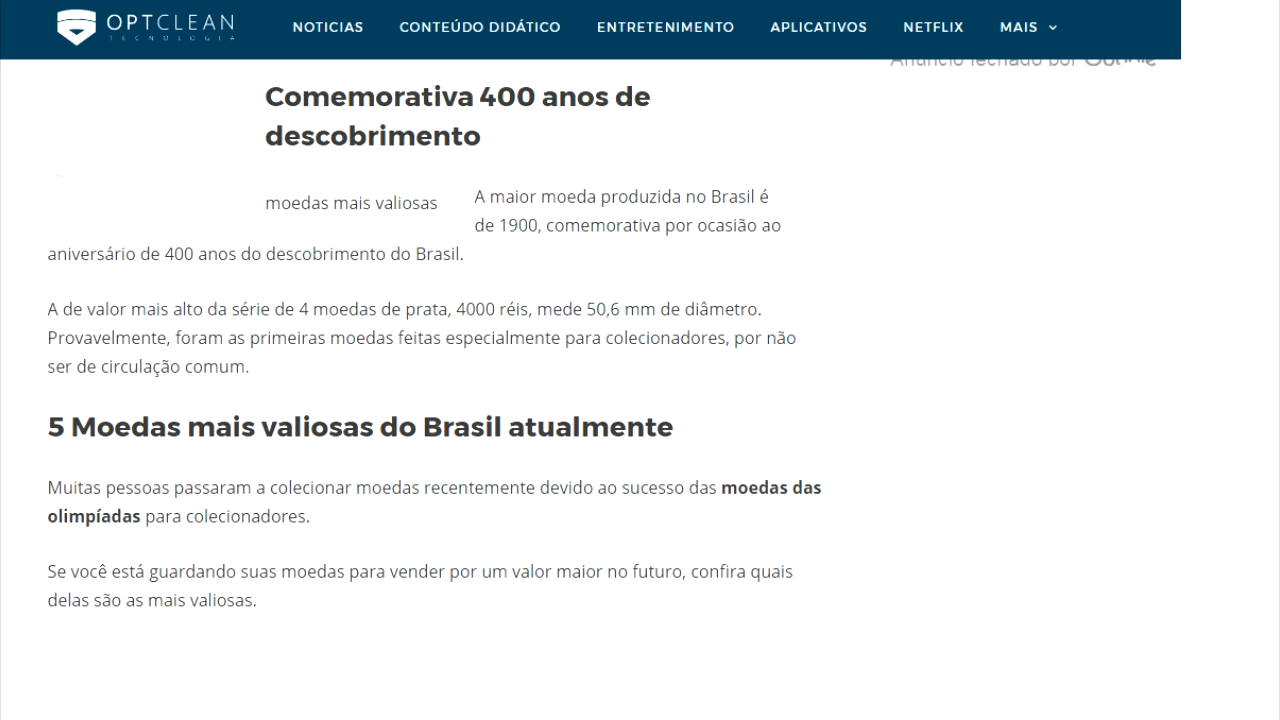 OPTCLEAN
TECNOLOGIA
NOTICIAS CONTEÚDO DIDÁTICO ENTRETENIMENTO APLICATIVOS NETFLIX MAIS
Anúncio fechado por
Comemorativa 400 anos de
descobrimento
moedas mais valiosas
A maior moeda produzida no Brasil é
de 1900, comemorativa por ocasião ao
aniversário de 400 anos do descobrimento do Brasil.
A de valor mais alto da série de 4 moedas de prata, 4000 réis, mede 50,6 mm de diâmetro.
Provavelmente, foram as primeiras moedas feitas especialmente para colecionadores, por não
ser de circulação comum.
5 Moedas mais valiosas do Brasil atualmente
Muitas pessoas passaram a colecionar moedas recentemente devido ao sucesso das moedas das
olimpíadas para colecionadores.
Se você está guardando suas moedas para vender por um valor maior no futuro, confira quais
delas são as mais valiosas.